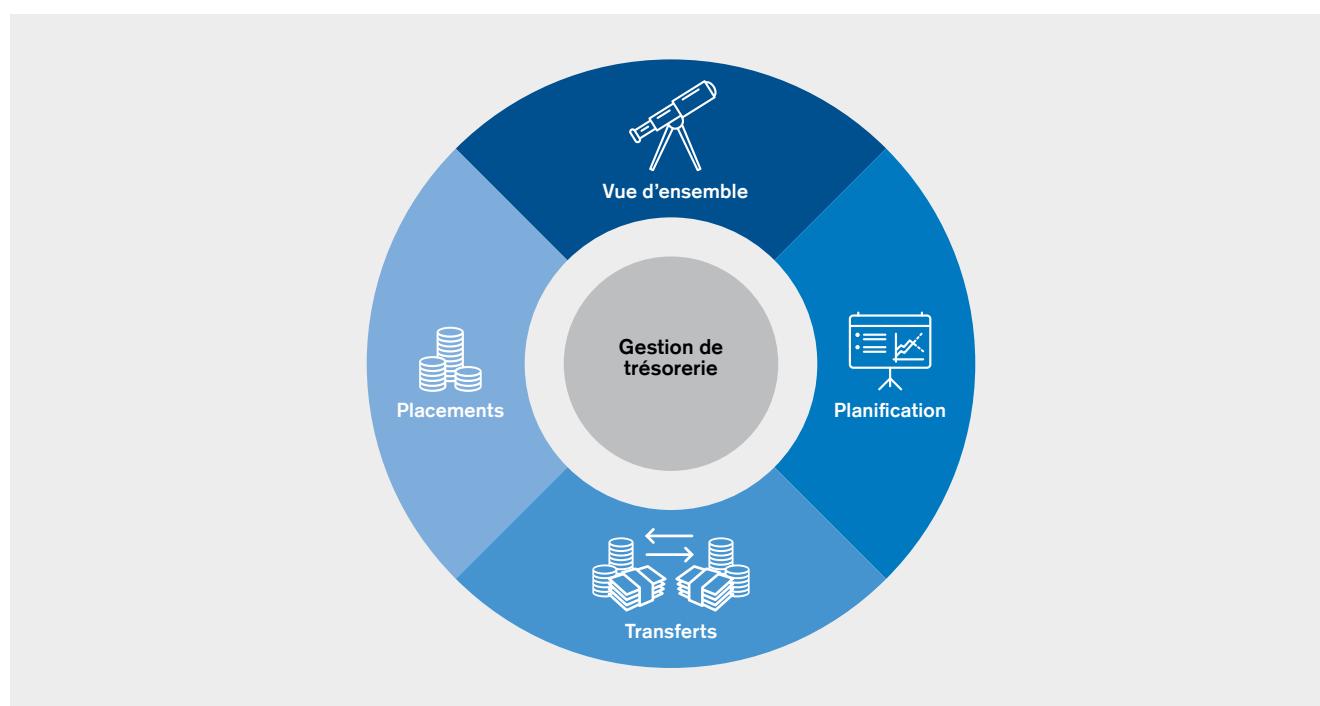 Vue d’ensemble
Gestion de
trésorerie
Placements
Planification
Transferts